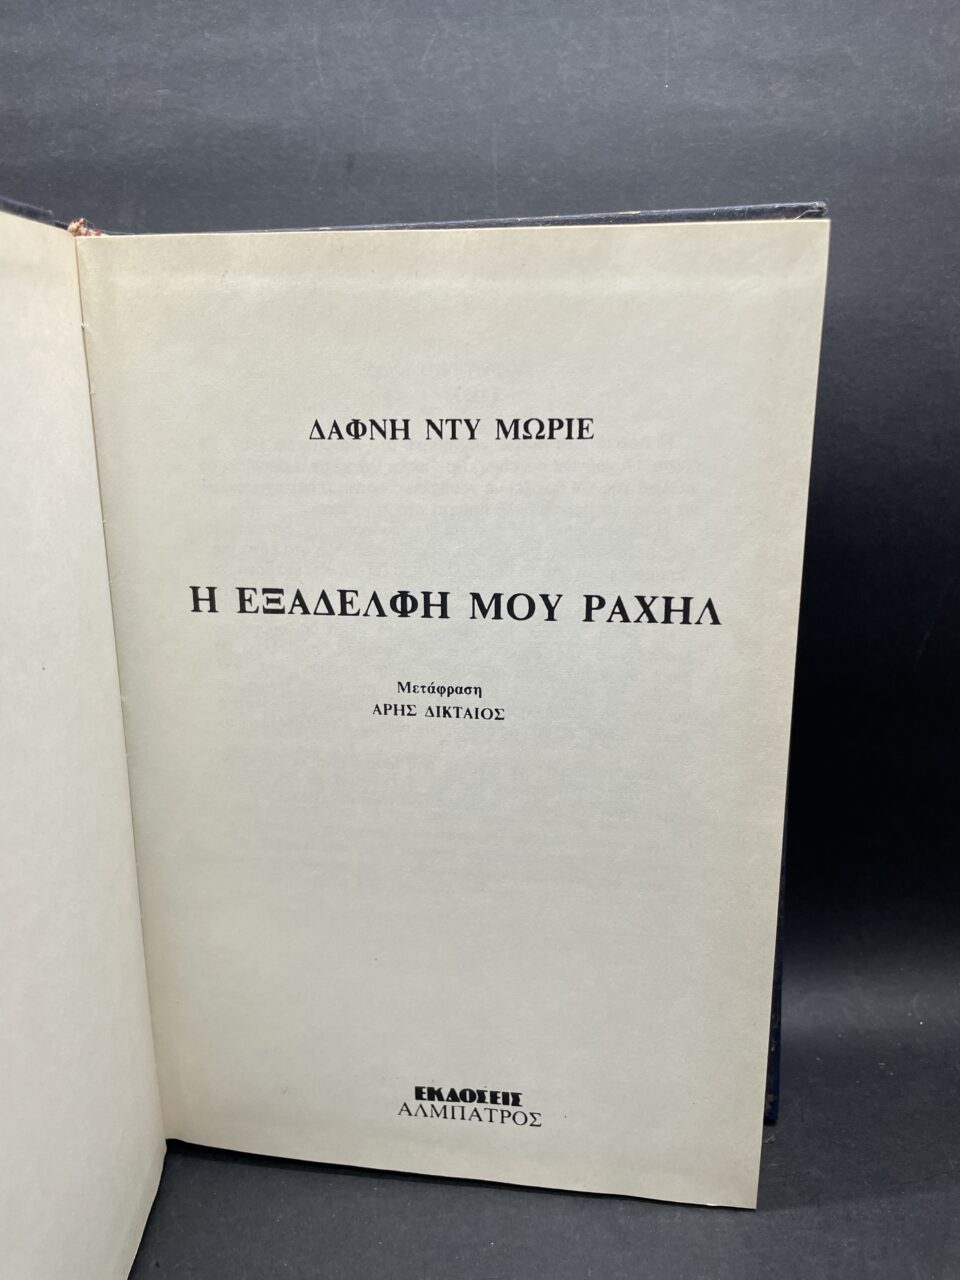 ΔΑΦΝΗ ΝΤΥ ΜΩΡΙΕ
Η ΕΞΑΔΕΛΦΗ ΜΟΥ ΡΑΧΗΛ
Μετάφραση
ΑΡΗΣ ΔΙΚΤΑΙΟΣ
ΕΚΔΟΣΕΙΣ
ΑΛΜΠΑΤΡΟΣ